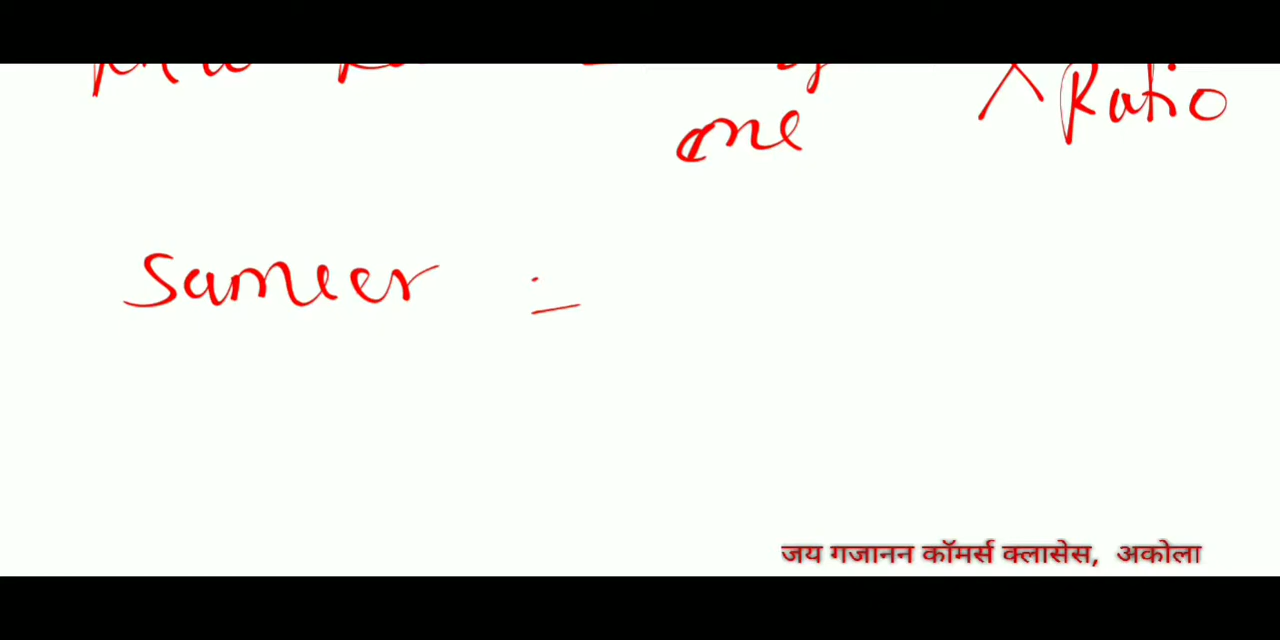 one × Ratio
Sameer =
जय गजानन कॉमर्स क्लासेस, अकोला